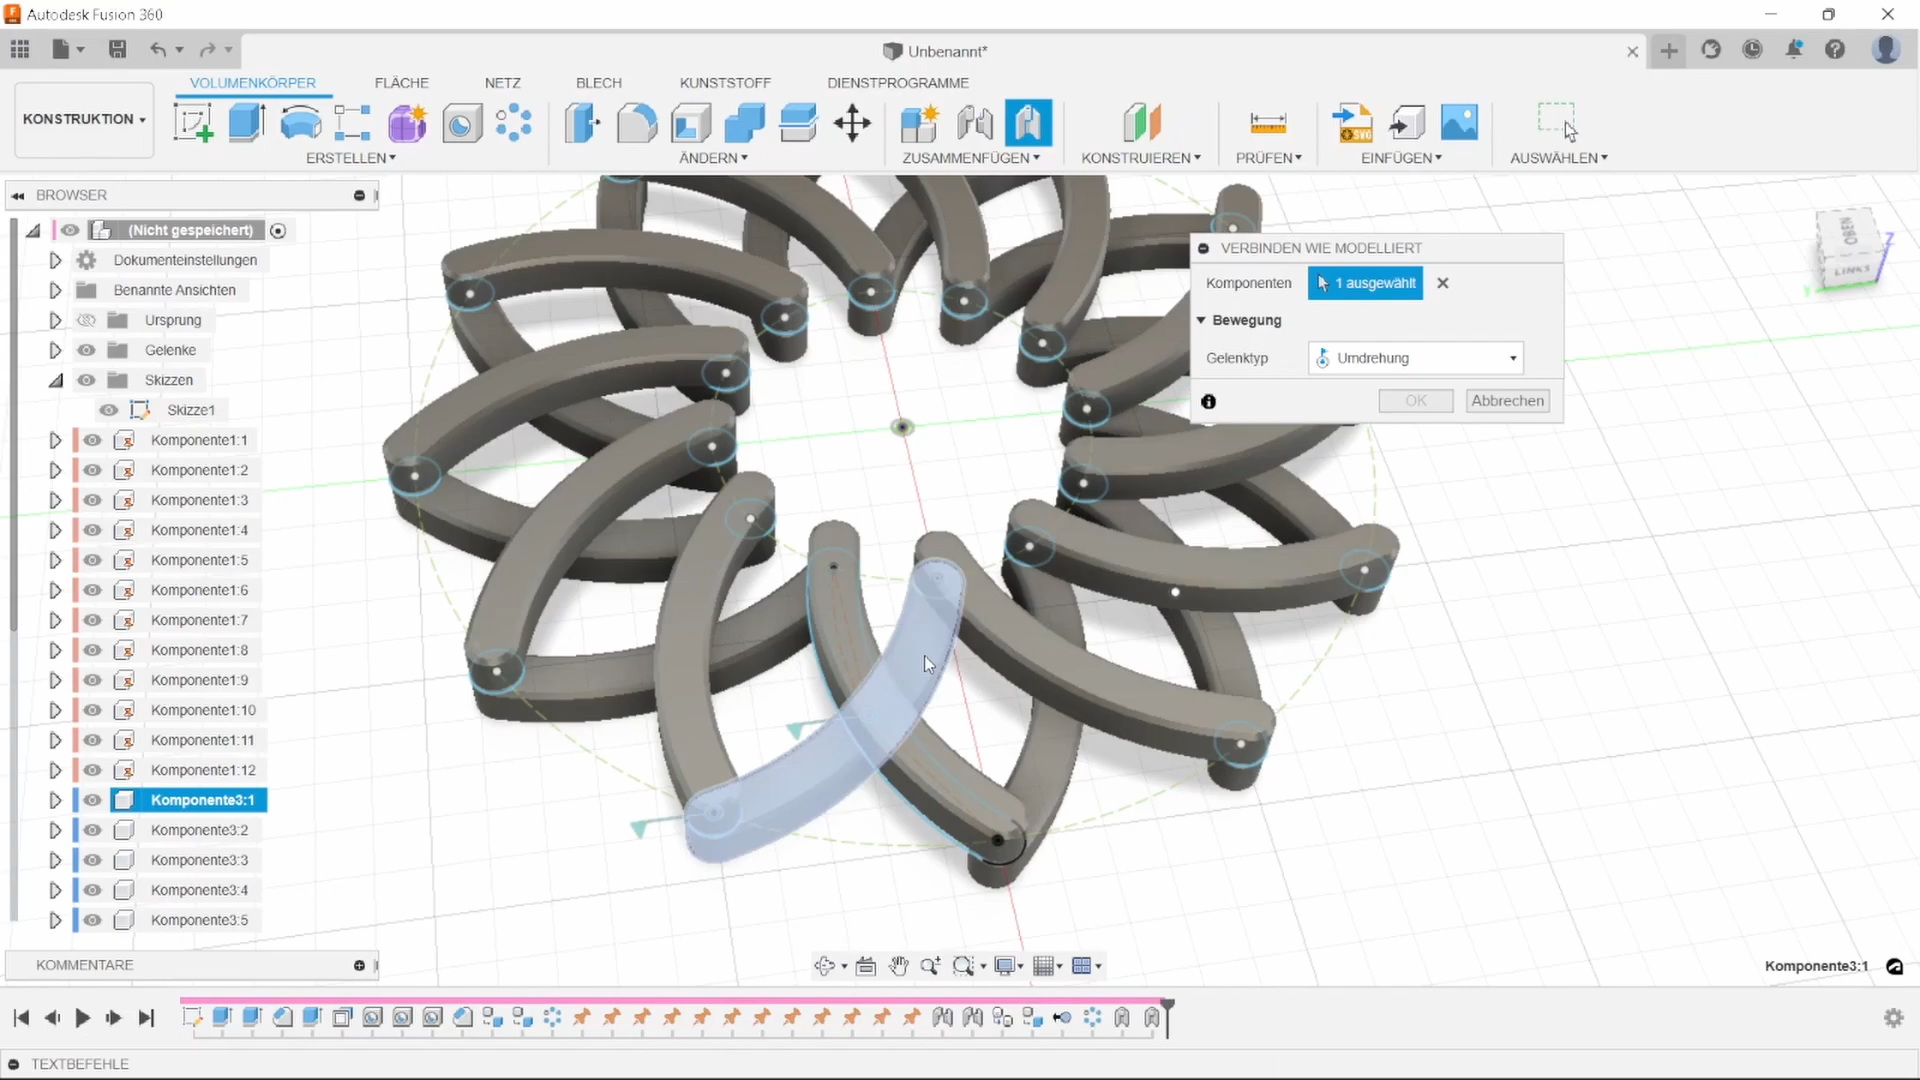 Autodesk Fusion 360
Unbenannt*
VOLUMENKÖRPER FLÄCHE NETZ BLECH KUNSTSTOFF DIENSTPROGRAMME
KONSTRUKTION
ERSTELLEN ÄNDERN ZUSAMMENFÜGEN KONSTRUIEREN PRÜFEN EINFÜGEN AUSWÄHLEN
BROWSER
(Nicht gespeichert)
Dokumenteinstellungen
Benannte Ansichten
Ursprung
Gelenke
Skizzen
Skizze1
Komponente1:1
Komponente1:2
Komponente1:3
Komponente1:4
Komponente1:5
Komponente1:6
Komponente1:7
Komponente1:8
Komponente1:9
Komponente1:10
Komponente1:11
Komponente1:12
Komponente3:1
Komponente3:2
Komponente3:3
Komponente3:4
Komponente3:5
VERBINDEN WIE MODELLIERT
Komponenten 1 ausgewählt
Bewegung
Gelenktyp Umdrehung
OK Abbrechen
OBEN
LINKS
Z
Y
KOMMENTARE
Komponente3:1
TEXTBEFEHLE